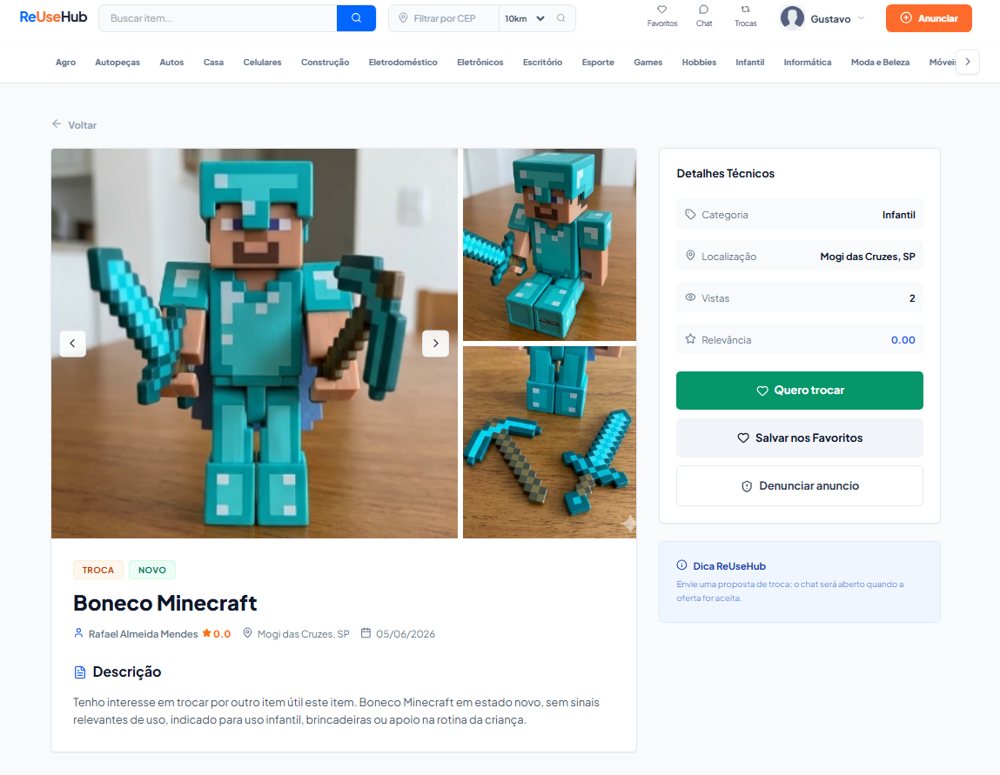 ReUseHub
Buscar item...
Filtrar por CEP
10km
Favoritos
Chat
Trocas
Gustavo
Anunciar
Agro
Autopeças
Autos
Casa
Celulares
Construção
Eletrodoméstico
Eletrônicos
Escritório
Esporte
Games
Hobbies
Infantil
Informática
Moda e Beleza
Móveis
Voltar
TROCA
NOVO
Boneco Minecraft
Rafael Almeida Mendes 0.0 Mogi das Cruzes, SP 05/06/2026
Descrição
Tenho interesse em trocar por outro item útil este item. Boneco Minecraft em estado novo, sem sinais
relevantes de uso, indicado para uso infantil, brincadeiras ou apoio na rotina da criança.
Detalhes Técnicos
Categoria Infantil
Localização Mogi das Cruzes, SP
Vistas 2
Relevância 0.00
Quero trocar
Salvar nos Favoritos
Denunciar anuncio
Dica ReUseHub
Envie uma proposta de troca; o chat será aberto quando a
oferta for aceita.